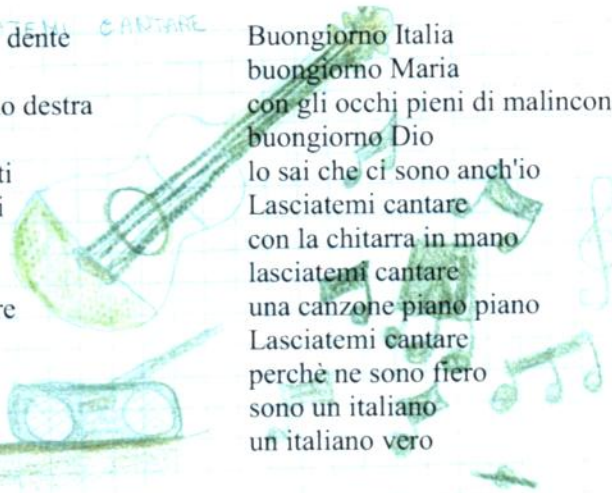 TEMI CANTARE
dente
o destra
ti
i
re
Buongiorno Italia
buongiorno Maria
con gli occhi pieni di malincon
buongiorno Dio
lo sai che ci sono anch'io
Lasciatemi cantare
con la chitarra in mano
lasciatemi cantare
una canzone piano piano
Lasciatemi cantare
perchè ne sono fiero
sono un italiano
un italiano vero